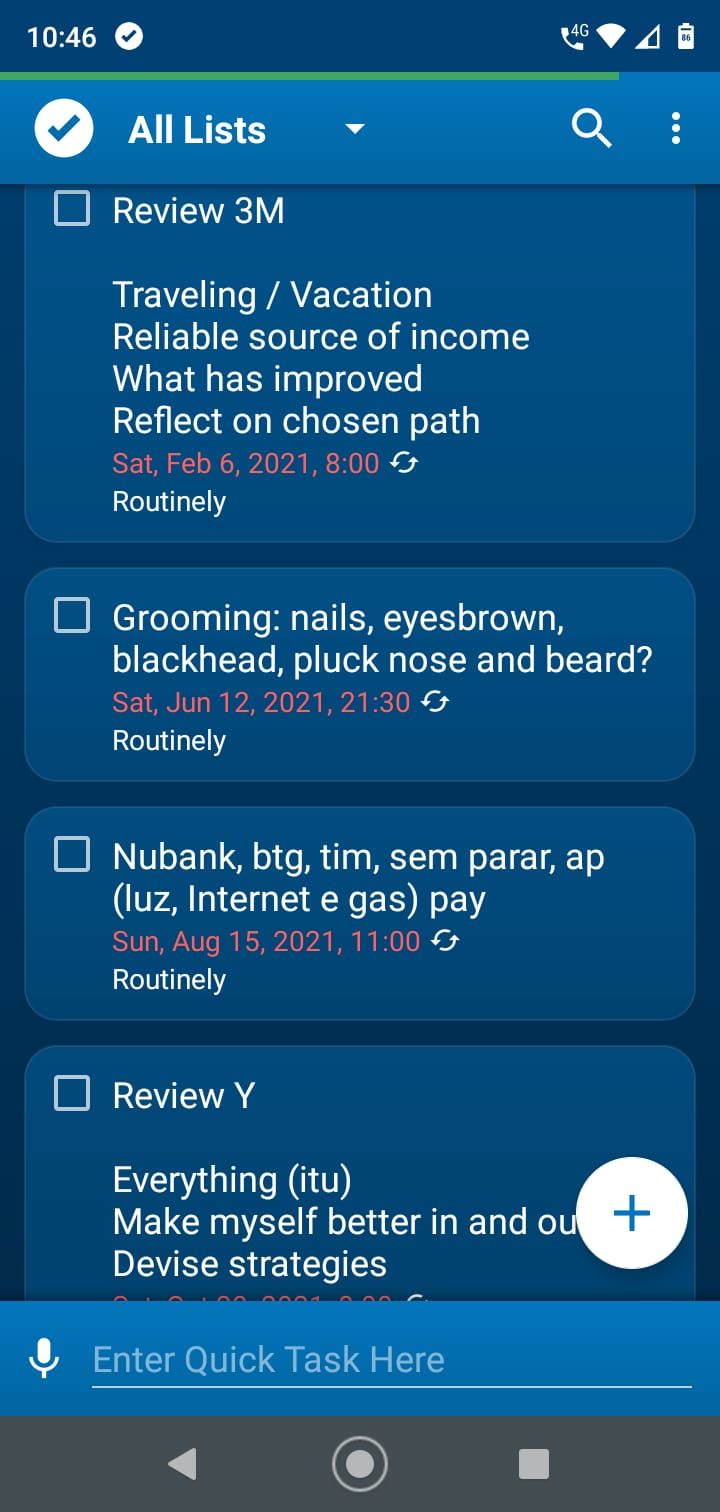 10:46
4G
86
All Lists
Review 3M
Traveling / Vacation
Reliable source of income
What has improved
Reflect on chosen path
Sat, Feb 6, 2021, 8:00
Routinely
Grooming: nails, eyesbrown,
blackhead, pluck nose and beard?
Sat, Jun 12, 2021, 21:30
Routinely
Nubank, btg, tim, sem parar, ap
(luz, Internet e gas) pay
Sun, Aug 15, 2021, 11:00
Routinely
Review Y
Everything (itu)
Make myself better in and ou
Devise strategies
Enter Quick Task Here